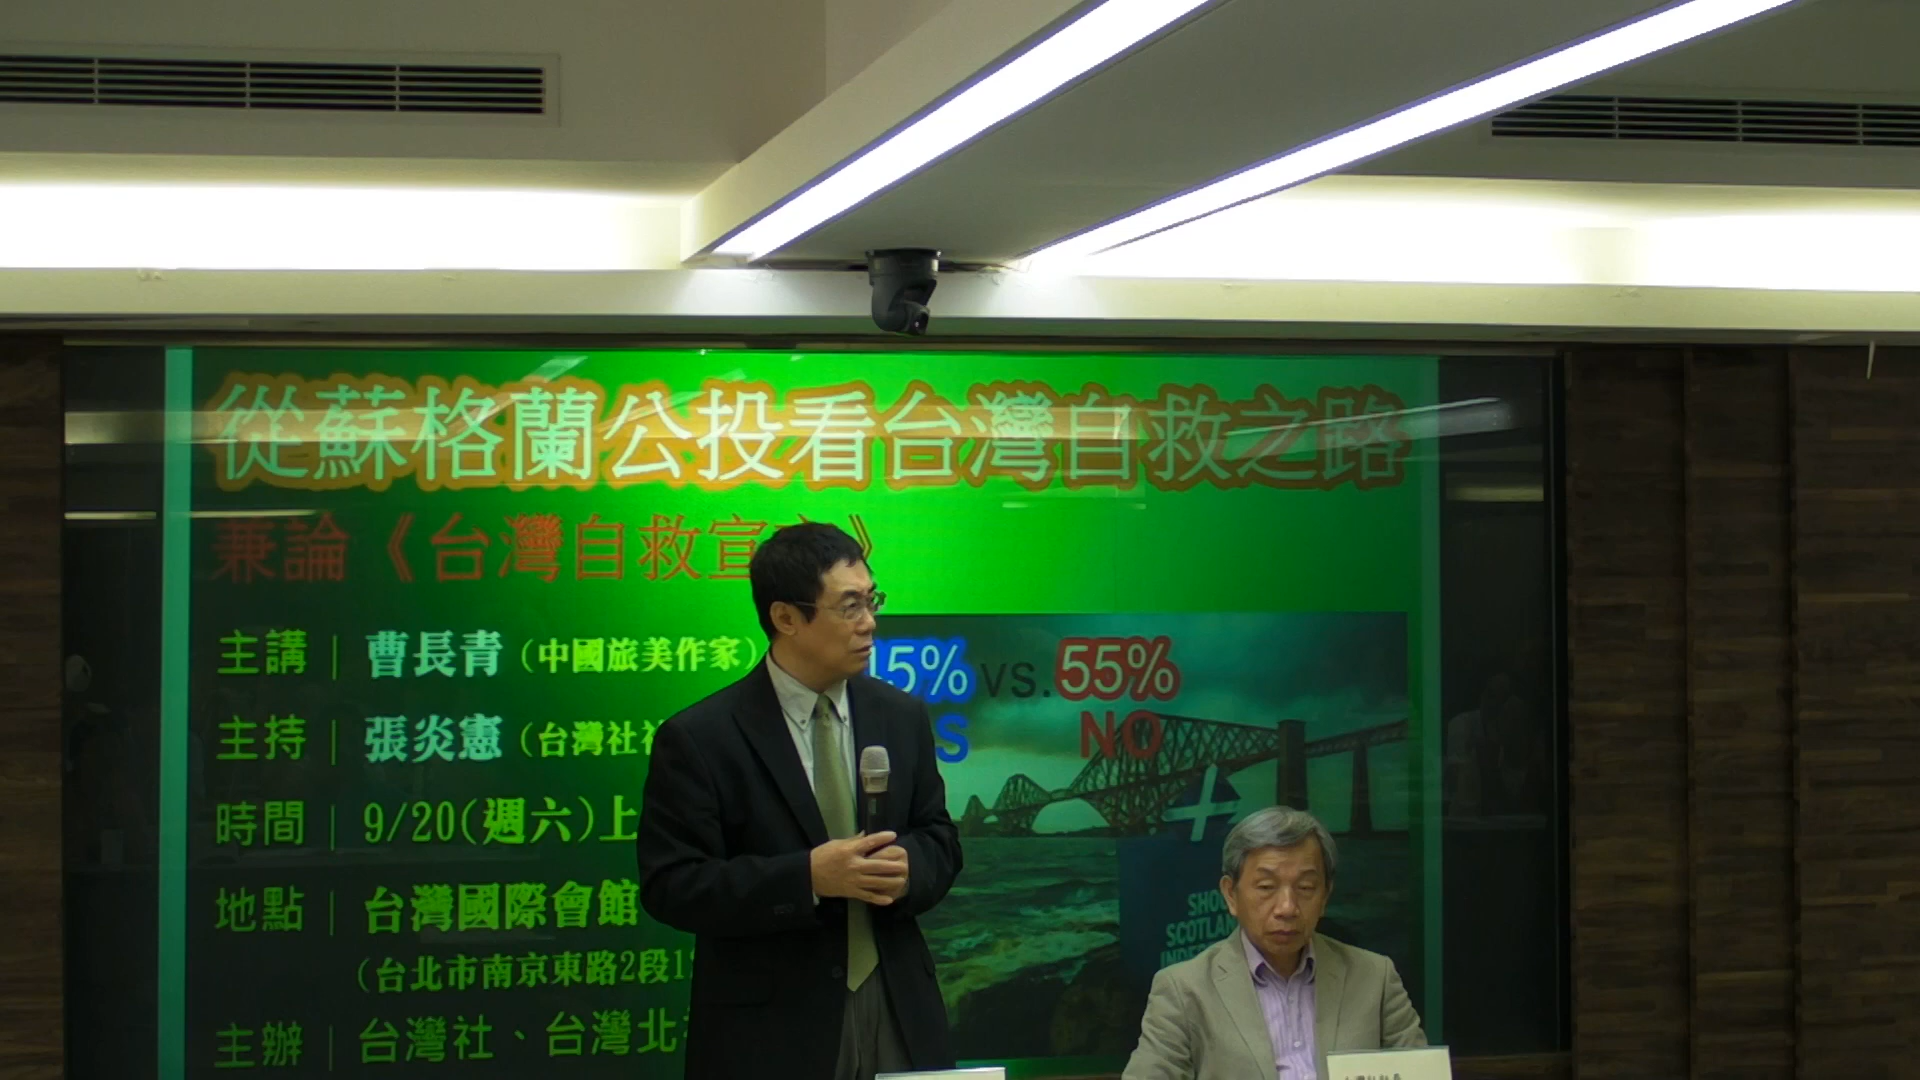 從蘇格蘭公投看台灣自救之路
兼論《台灣自救宣》
主講｜曹長青（中國旅美作家）
45% vs. 55%
NO
主持｜張炎憲（台灣社社
時間｜9/20(週六)上
地點｜台灣國際會館
(台北市南京東路2段
主辦｜台灣社、台灣北
SCOTLAN